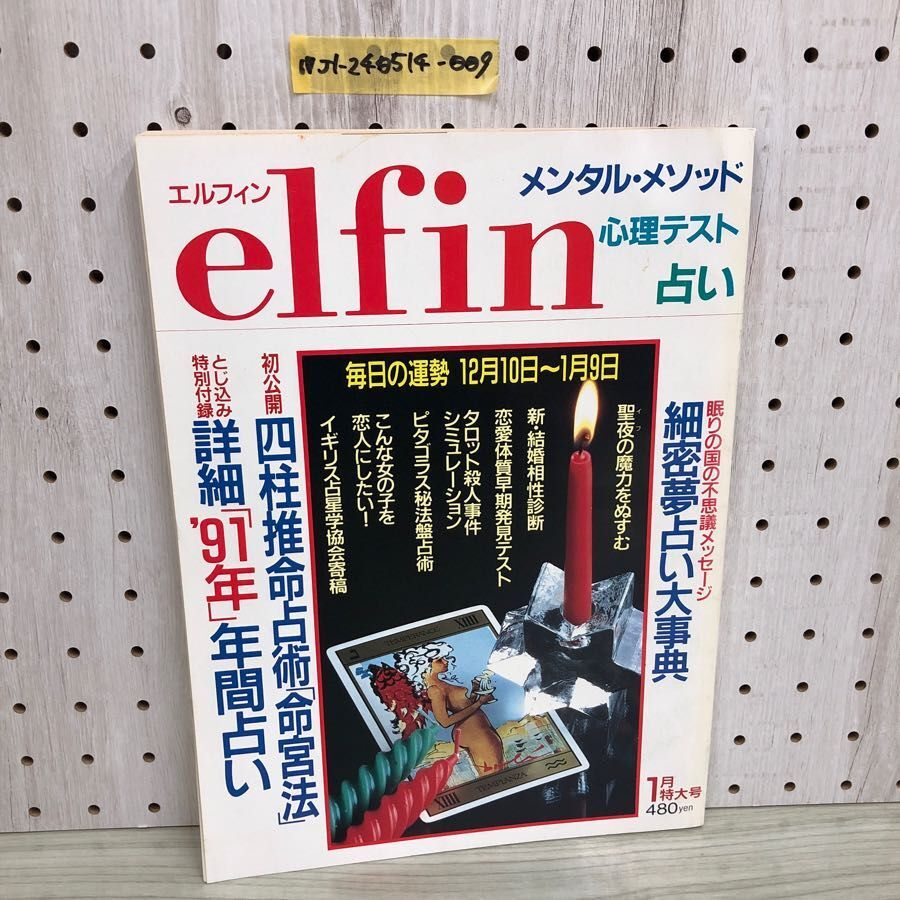 MJ1-240514-009
エルフィン
elfin
メンタル・メソッド
心理テスト
占い
眠りの国の不思議メッセージ
細密夢占い大事典
毎日の運勢 12月10日〜1月9日
聖夜の魔力をぬすむ
イブ
新・結婚相性診断
恋愛体質早期発見テスト
タロット殺人事件
シミュレーション
ピタゴラス秘法盤占術
こんな女の子を
恋人にしたい!
イギリス占星学協会寄稿
初公開
四柱推命占術「命宮法」
とじ込み
特別付録
詳細「'91年」年間占い
XIIII
TEMPERANCE
XIIII
TEMPLANZA
1月
特大号
480yen